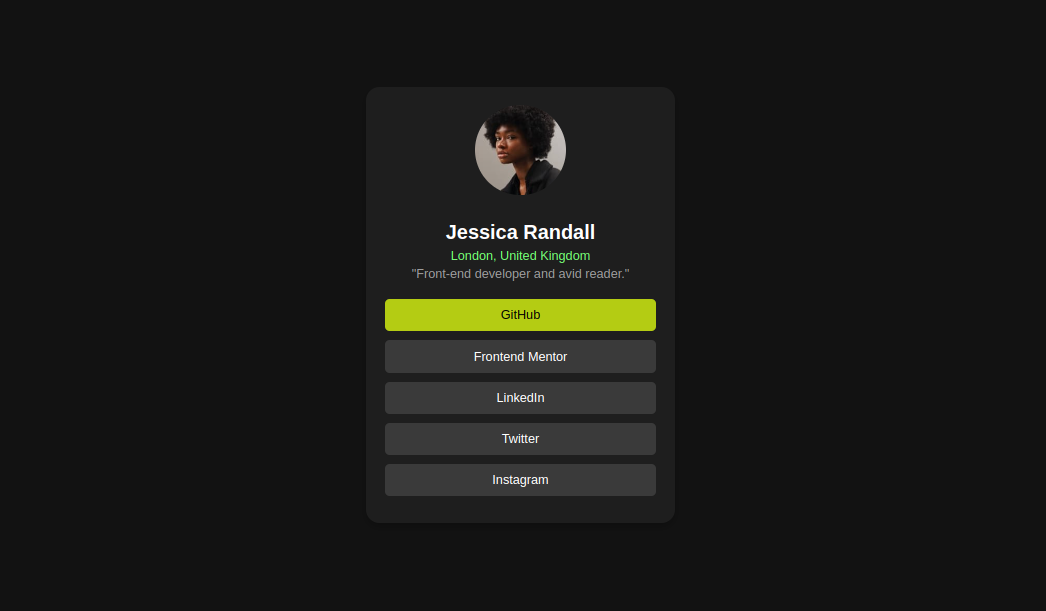 Jessica Randall
London, United Kingdom
"Front-end developer and avid reader."
GitHub
Frontend Mentor
LinkedIn
Twitter
Instagram